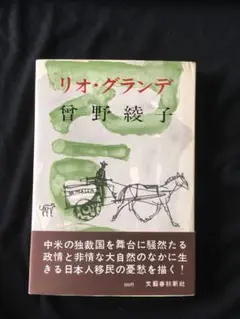 リオ・グランデ
曾野綾子
中米の独裁国を舞台に騒然たる
政情と非情な大自然のなかに生
きる日本人移民の憂愁を描く!
文藝春秋新社